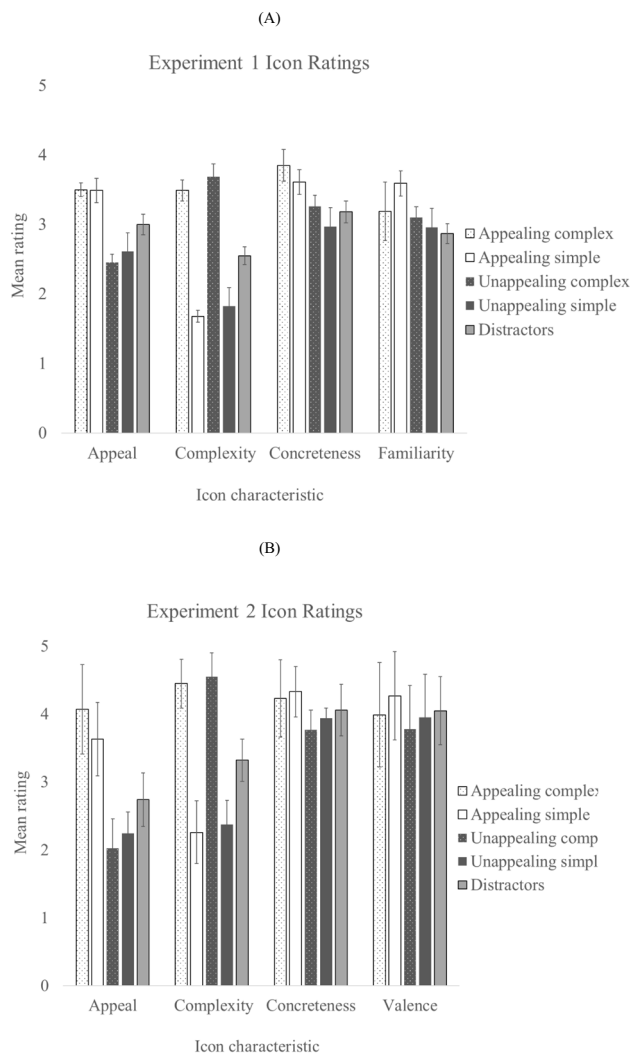 (A)
Experiment 1 Icon Ratings
5
4
3
2
1
0
Mean rating
Appeal Complexity Concreteness Familiarity
Icon characteristic
Appealing complex
Appealing simple
Unappealing complex
Unappealing simple
Distractors
(B)
Experiment 2 Icon Ratings
5
4
3
2
1
0
Mean rating
Appeal Complexity Concreteness Valence
Icon characteristic
Appealing complex
Appealing simple
Unappealing comp
Unappealing simpl
Distractors